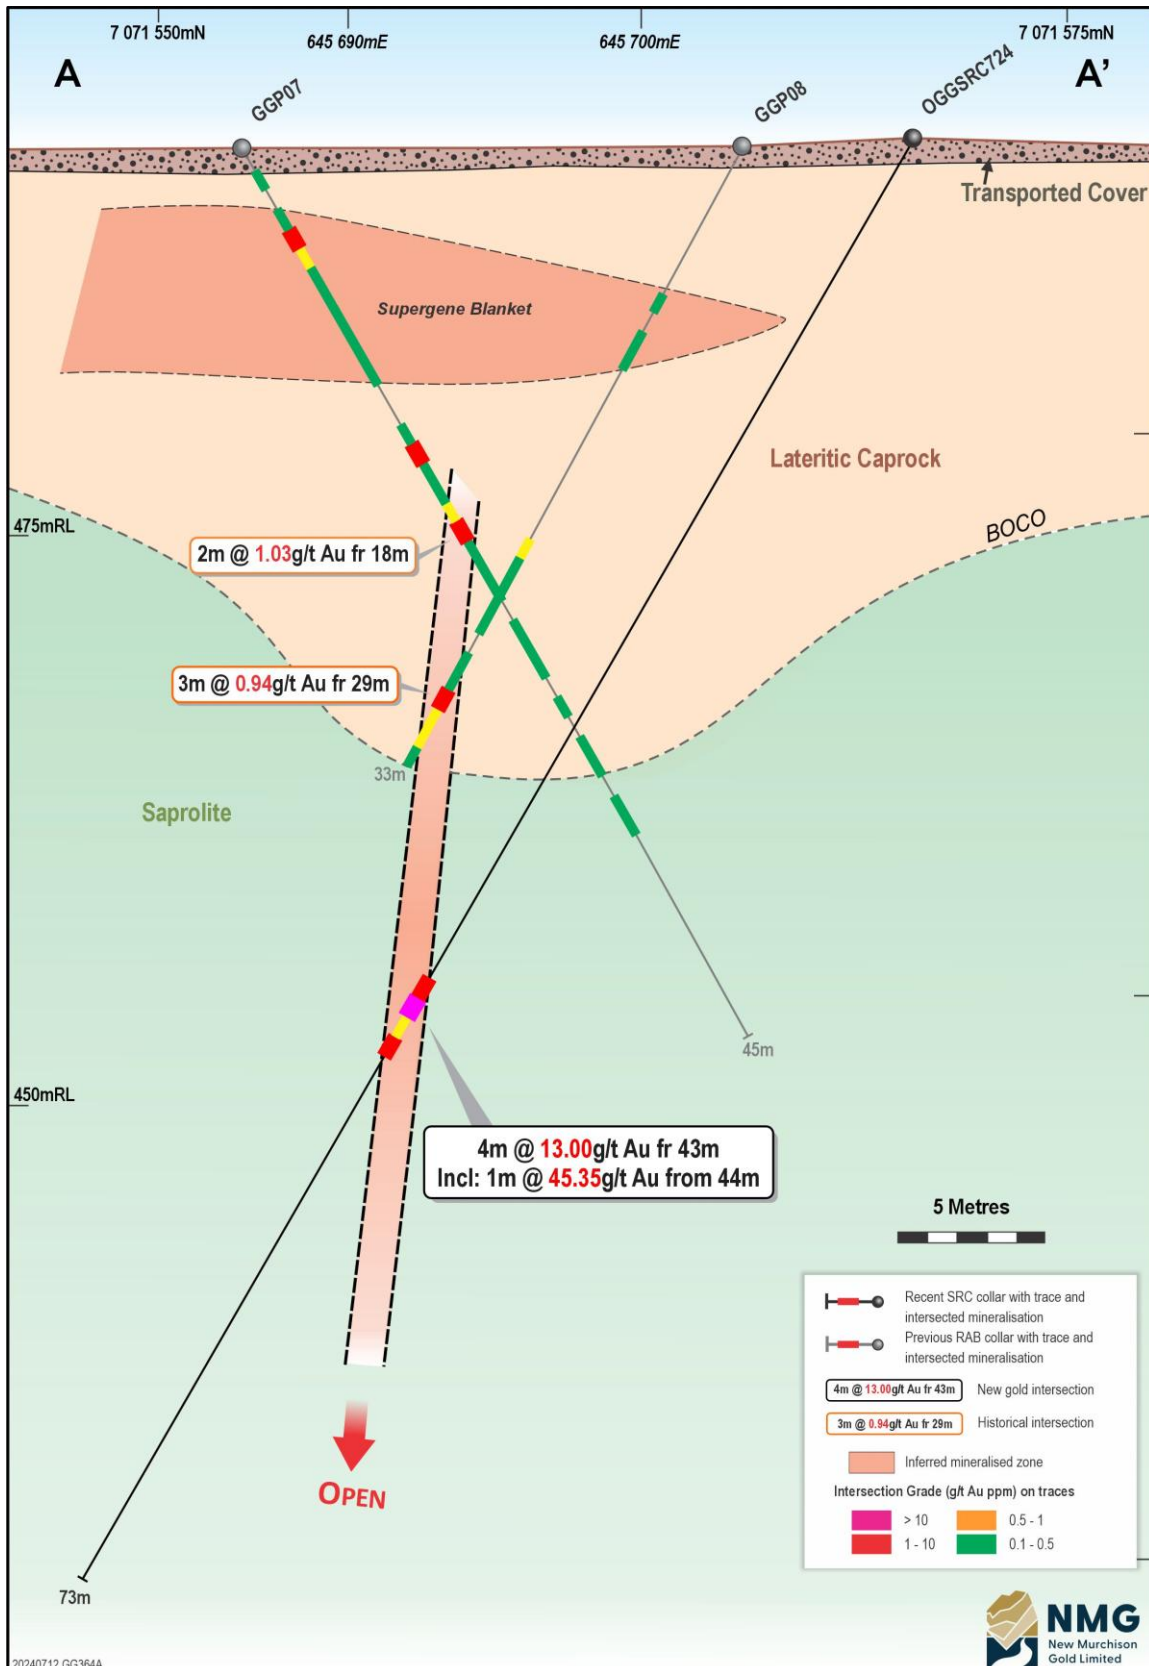 7 071 550mN
645 690mE
645 700mE
7 071 575mN
A
A'
GGP07
GGP08
OGGSRC724
Transported Cover
Supergene Blanket
Lateritic Caprock
BOCO
475mRL
2m @ 1.03g/t Au fr 18m
3m @ 0.94g/t Au fr 29m
33m
Saprolite
45m
450mRL
4m @ 13.00g/t Au fr 43m
Incl: 1m @ 45.35g/t Au from 44m
5 Metres
Recent SRC collar with trace and
intersected mineralisation
Previous RAB collar with trace and
intersected mineralisation
4m @ 13.00g/t Au fr 43m New gold intersection
3m @ 0.94g/t Au fr 29m Historical intersection
Inferred mineralised zone
Intersection Grade (g/t Au ppm) on traces
> 10 0.5 - 1
1 - 10 0.1 - 0.5
OPEN
73m
NMG
New Murchison
Gold Limited
20240712 GG364A